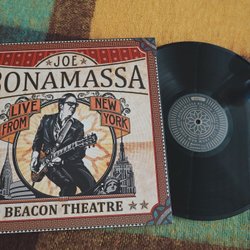 JOE
BONAMASSA
LIVE FROM
NEW YORK
BEACON THEATRE